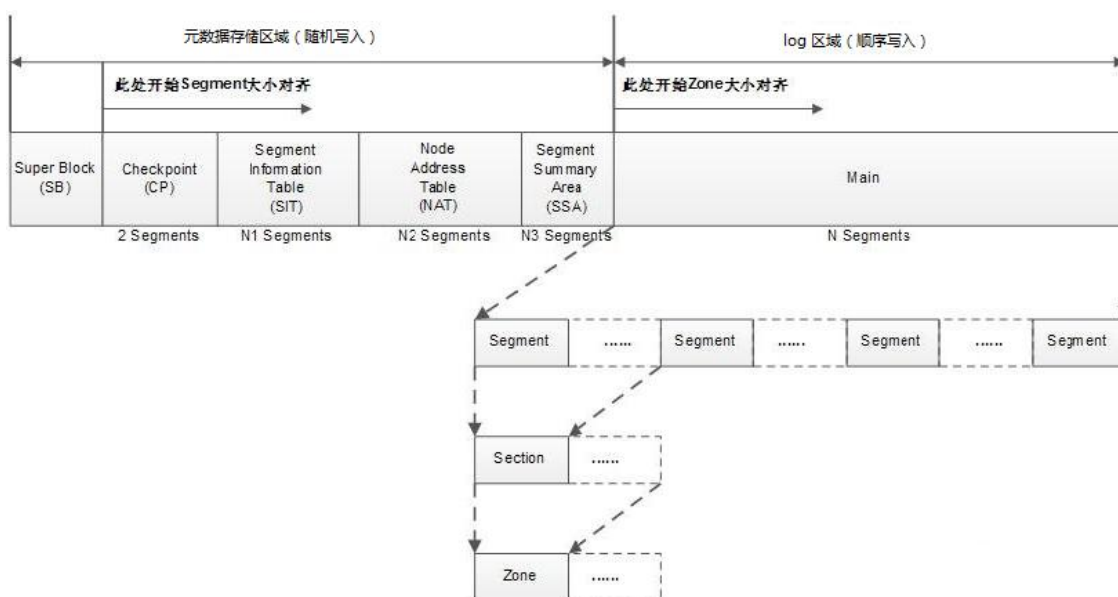 元数据存储区域（随机写入）
log 区域（顺序写入）
此处开始Segment大小对齐
此处开始Zone大小对齐
Super Block
(SB)
Checkpoint
(CP)
Segment
Information
Table
(SIT)
Node
Address
Table
(NAT)
Segment
Summary
Area
(SSA)
Main
2 Segments
N1 Segments
N2 Segments
N3 Segments
N Segments
Segment
......
Segment
......
Segment
......
Segment
Section
......
Zone
......